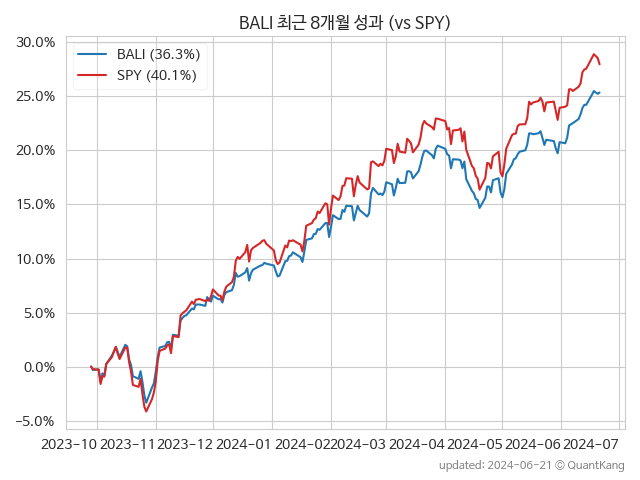 BALI 최근 8개월 성과 (vs SPY)
BALI (36.3%)
SPY (40.1%)
30.0%
25.0%
20.0%
15.0%
10.0%
5.0%
0.0%
−5.0%
2023-10 2023-11 2023-12 2024-01 2024-02 2024-03 2024-04 2024-05 2024-06 2024-07
updated: 2024-06-21 @ QuantKang